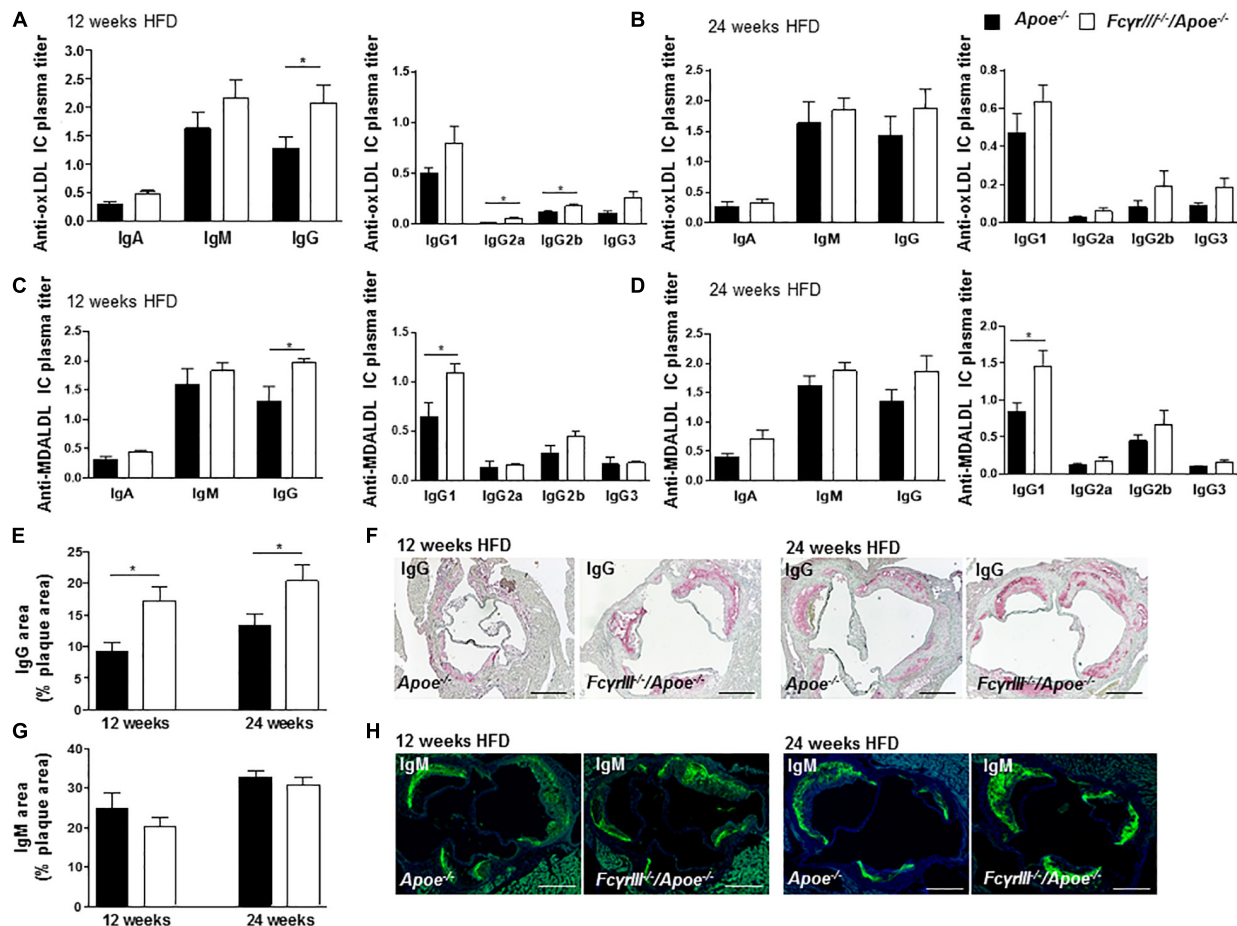 A
12 weeks HFD
Anti-oxLDL IC plasma titer
3.0
2.5
2.0
1.5
1.0
0.5
0.0
*
IgA IgM IgG
Anti-oxLDL IC plasma titer
1.5
1.0
0.5
0.0
* *
IgG1 IgG2a IgG2b IgG3
B
24 weeks HFD
Apoe-/- Fcγr///-/-/Apoe-/-
Anti-oxLDL IC plasma titer
2.5
2.0
1.5
1.0
0.5
0.0
IgA IgM IgG
Anti-oxLDL IC plasma titer
0.8
0.6
0.4
0.2
0.0
IgG1 IgG2a IgG2b IgG3
C
12 weeks HFD
Anti-MDALDL IC plasma titer
2.5
2.0
1.5
1.0
0.5
0.0
*
IgA IgM IgG
Anti-MDALDL IC plasma titer
1.5
1.0
0.5
0.0
*
IgG1 IgG2a IgG2b IgG3
D
24 weeks HFD
Anti-MDALDL IC plasma titer
2.5
2.0
1.5
1.0
0.5
0.0
IgA IgM IgG
Anti-MDALDL IC plasma titer
2.0
1.5
1.0
0.5
0.0
*
IgG1 IgG2a IgG2b IgG3
E
IgG area
(% plaque area)
25
20
15
10
5
0
* *
12 weeks 24 weeks
F
12 weeks HFD
IgG
Apoe-/-
IgG
FcγrIII-/-/Apoe-/-
24 weeks HFD
IgG
Apoe-/-
IgG
FcγrIII-/-/Apoe-/-
G
IgM area
(% plaque area)
40
30
20
10
0
12 weeks 24 weeks
H
12 weeks HFD
IgM
Apoe-/-
IgM
FcγrIII-/-/Apoe-/-
24 weeks HFD
IgM
Apoe-/-
IgM
FcγrIII-/-/Apoe-/-